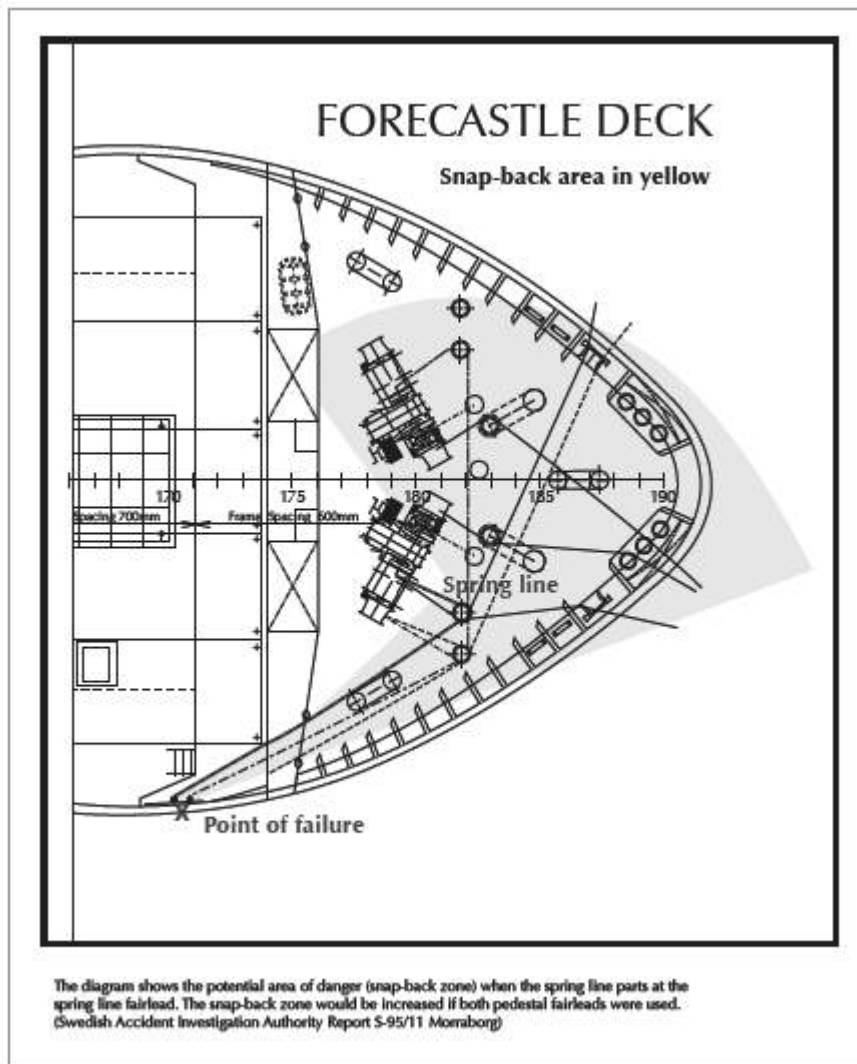 FORECASTLE DECK
Snap-back area in yellow
170
175
180
185
190
Spacing 700mm
Frame Spacing 600mm
Spring line
X
Point of failure
The diagram shows the potential area of danger (snap-back zone) when the spring line parts at the
spring line fairlead. The snap-back zone would be increased if both pedestal fairleads were used.
(Swedish Accident Investigation Authority Report S-95/11 Morraborg)